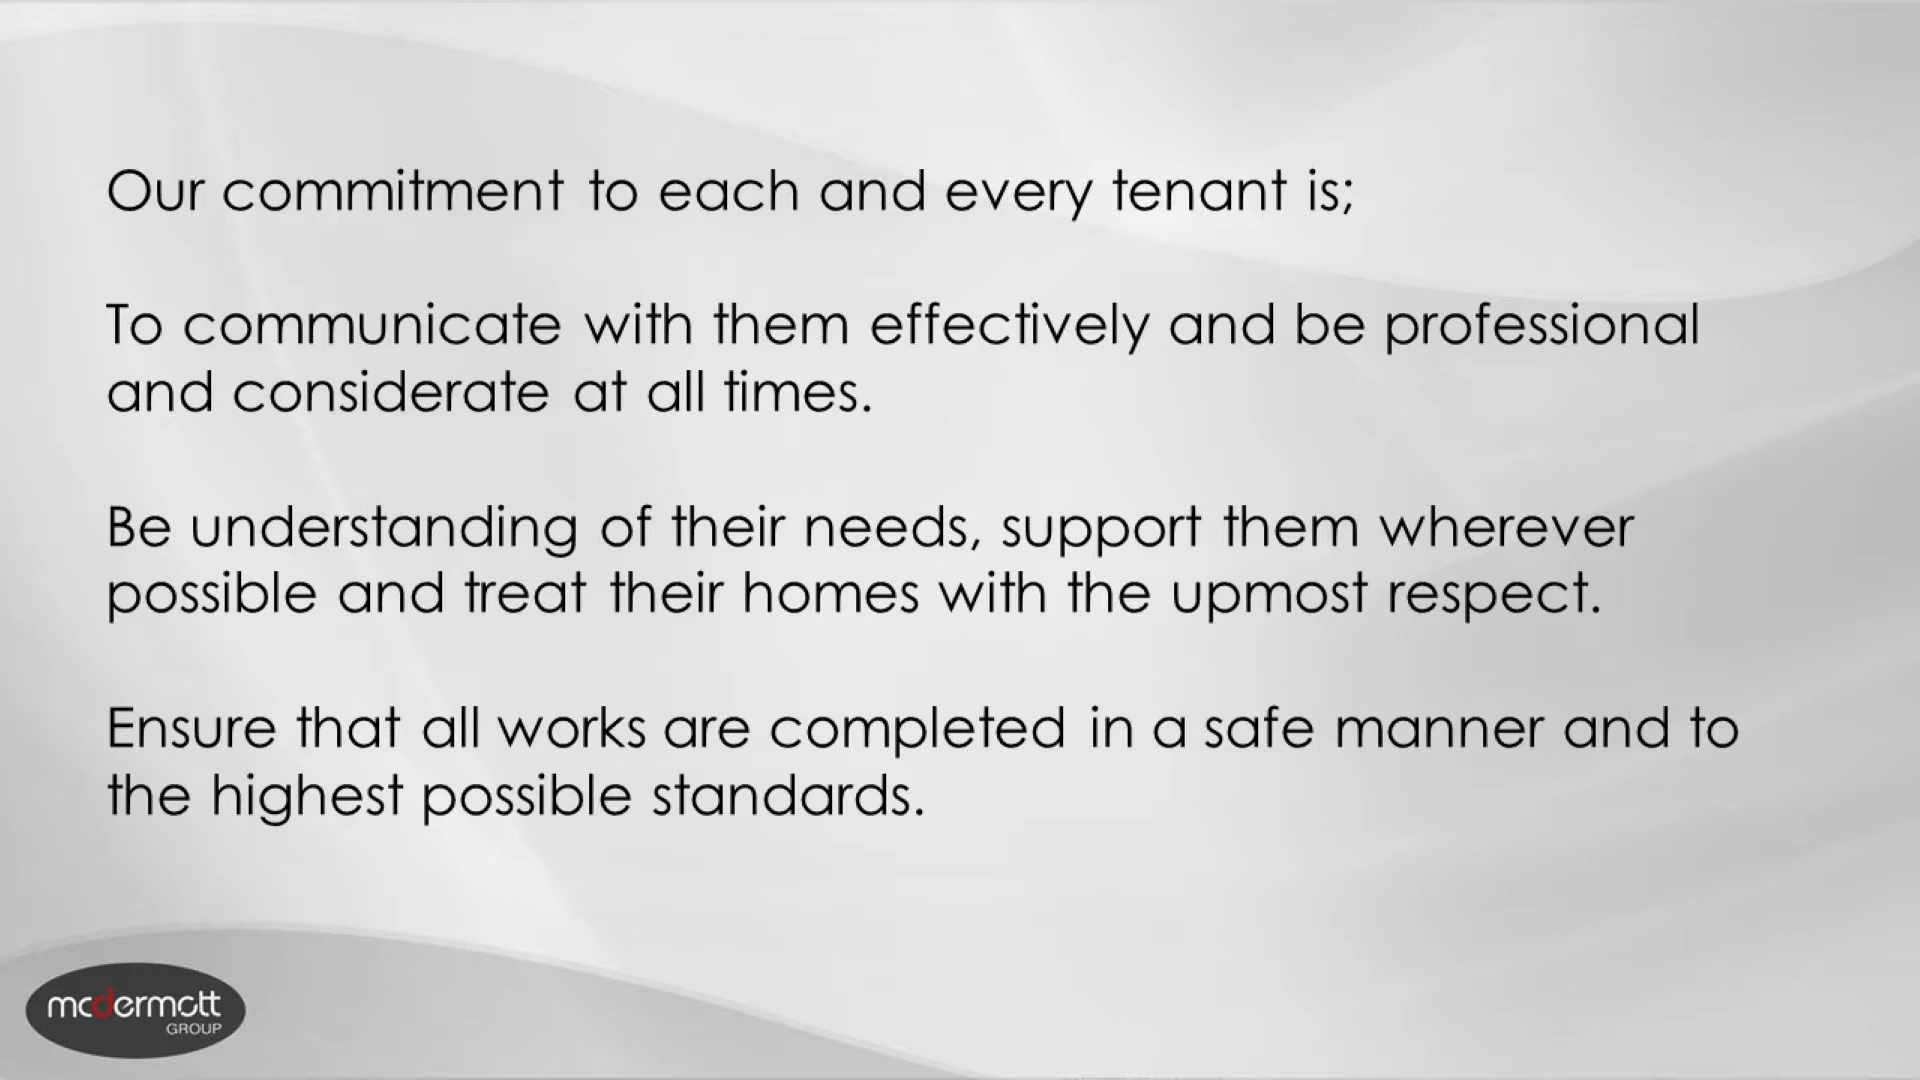 Our commitment to each and every tenant is;
To communicate with them effectively and be professional
and considerate at all times.
Be understanding of their needs, support them wherever
possible and treat their homes with the upmost respect.
Ensure that all works are completed in a safe manner and to
the highest possible standards.
mcdermott
GROUP